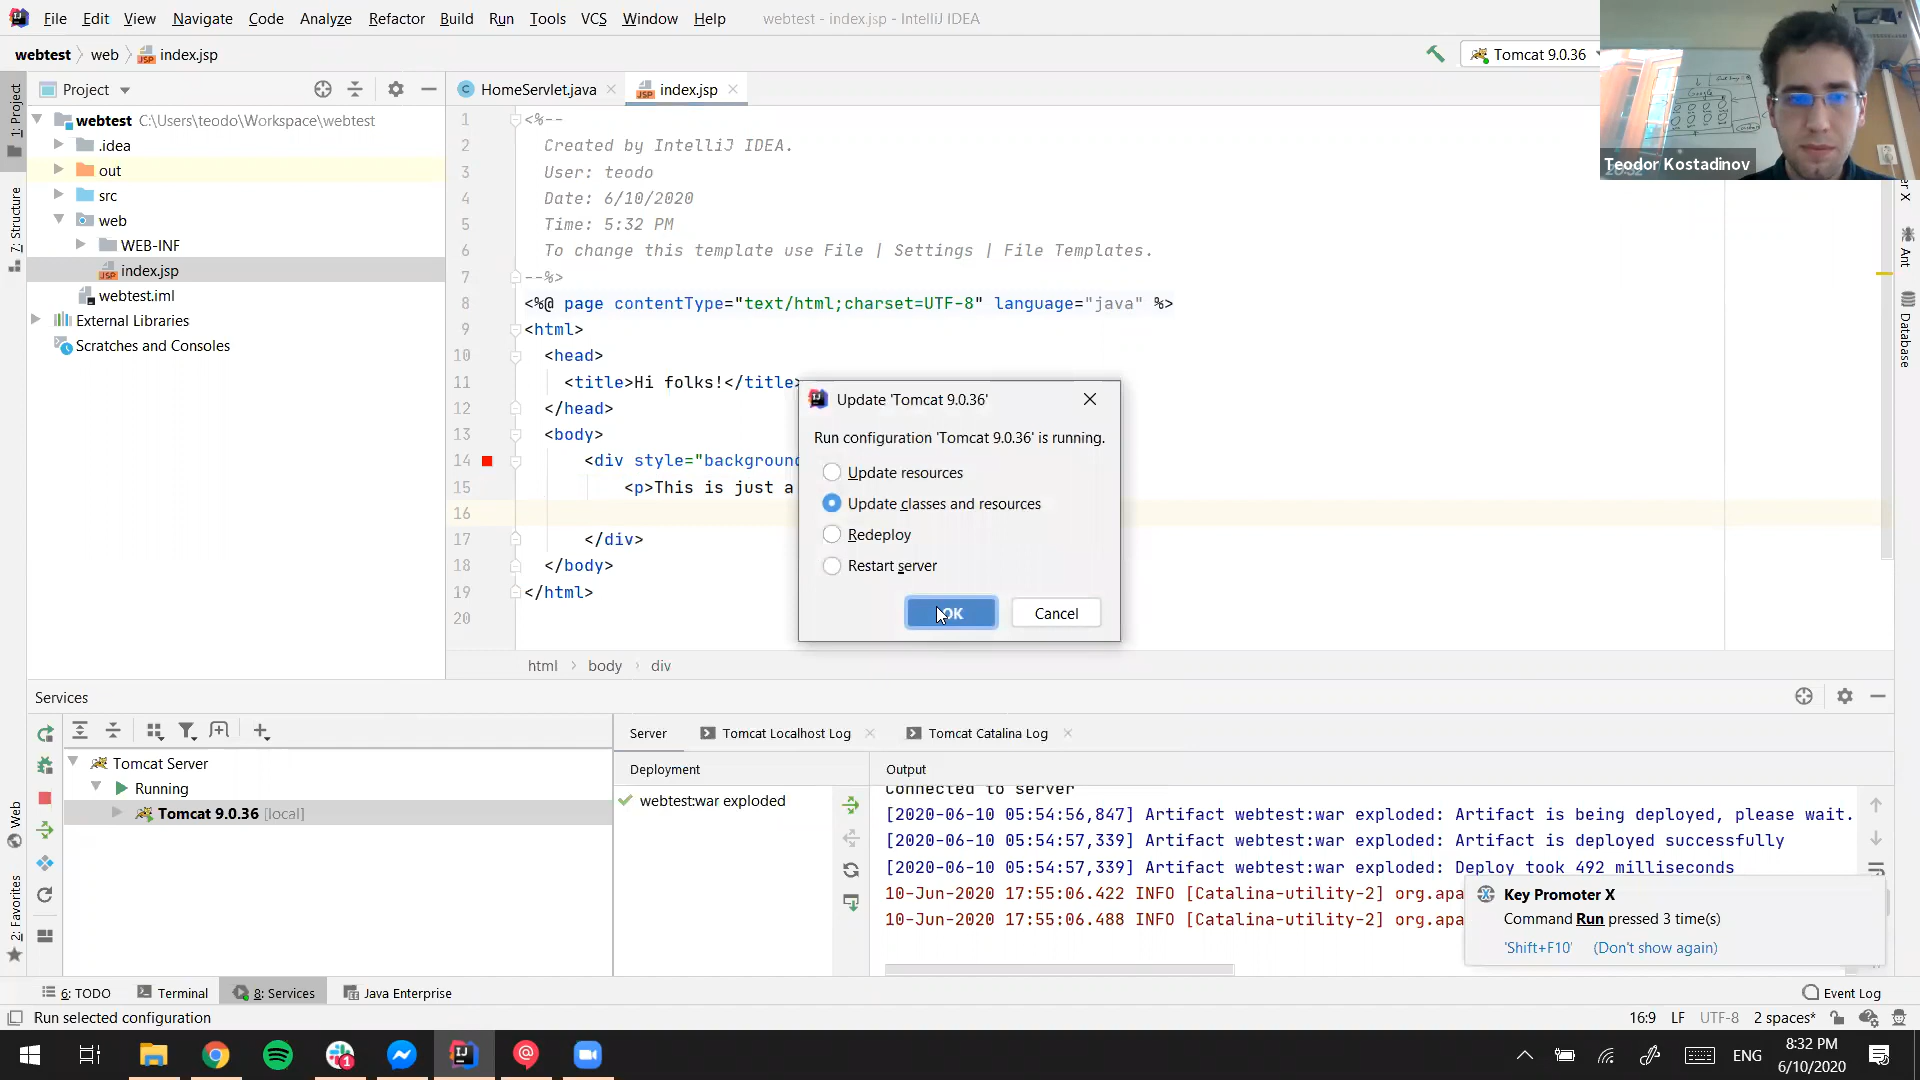 File Edit View Navigate Code Analyze Refactor Build Run Tools VCS Window Help webtest - index.jsp - IntelliJ IDEA
webtest web index.jsp Tomcat 9.0.36
1: Project
7: Structure
Project
HomeServlet.java index.jsp
webtest C:\Users\teodo\Workspace\webtest
.idea
out
src
web
WEB-INF
index.jsp
webtest.iml
External Libraries
Scratches and Consoles
1 <%--
2 Created by IntelliJ IDEA.
3 User: teodo
4 Date: 6/10/2020
5 Time: 5:32 PM
6 To change this template use File | Settings | File Templates.
7 --%>
8 <%@ page contentType="text/html;charset=UTF-8" language="java" %>
9 <html>
10 <head>
11 <title>Hi folks!</title>
12 </head>
13 <body>
14 <div style="background
15 <p>This is just a
16
17 </div>
18 </body>
19 </html>
20
html body div
Teodor Kostadinov
Ant
Database
Update 'Tomcat 9.0.36'
Run configuration 'Tomcat 9.0.36' is running.
Update resources
Update classes and resources
Redeploy
Restart server
OK Cancel
Services
Web
2: Favorites
Tomcat Server
Running
Tomcat 9.0.36 [local]
Server Tomcat Localhost Log Tomcat Catalina Log
Deployment Output
webtest:war exploded
Connected to server
[2020-06-10 05:54:56,847] Artifact webtest:war exploded: Artifact is being deployed, please wait.
[2020-06-10 05:54:57,339] Artifact webtest:war exploded: Artifact is deployed successfully
[2020-06-10 05:54:57,339] Artifact webtest:war exploded: Deploy took 492 milliseconds
10-Jun-2020 17:55:06.422 INFO [Catalina-utility-2] org.apa
10-Jun-2020 17:55:06.488 INFO [Catalina-utility-2] org.apa
Key Promoter X
Command Run pressed 3 time(s)
'Shift+F10' (Don't show again)
6: TODO Terminal 8: Services Java Enterprise Event Log
Run selected configuration 16:9 LF UTF-8 2 spaces*
ENG
8:32 PM
6/10/2020